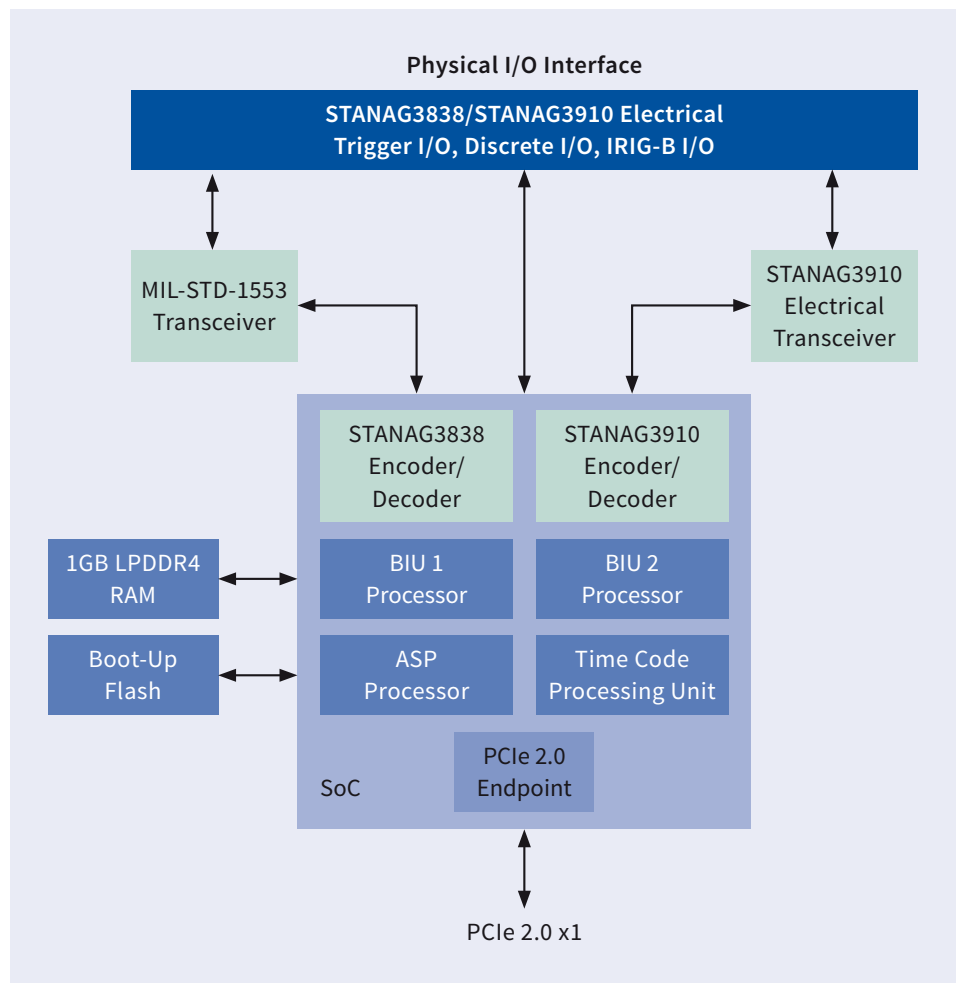 Physical I/O Interface
STANAG3838/STANAG3910 Electrical
Trigger I/O, Discrete I/O, IRIG-B I/O
MIL-STD-1553
Transceiver
STANAG3910
Electrical
Transceiver
STANAG3838
Encoder/
Decoder
STANAG3910
Encoder/
Decoder
1GB LPDDR4
RAM
BIU 1
Processor
BIU 2
Processor
Boot-Up
Flash
ASP
Processor
Time Code
Processing Unit
PCIe 2.0
Endpoint
SoC
PCIe 2.0 x1